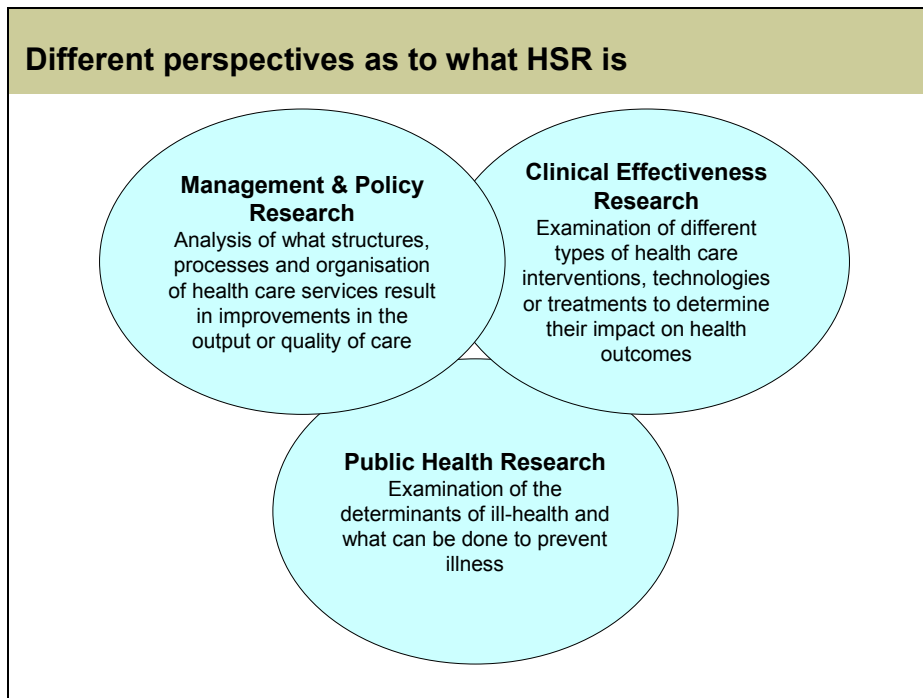 Different perspectives as to what HSR is
Management & Policy
Research
Analysis of what structures,
processes and organisation
of health care services result
in improvements in the
output or quality of care
Clinical Effectiveness
Research
Examination of different
types of health care
interventions, technologies
or treatments to determine
their impact on health
outcomes
Public Health Research
Examination of the
determinants of ill-health and
what can be done to prevent
illness